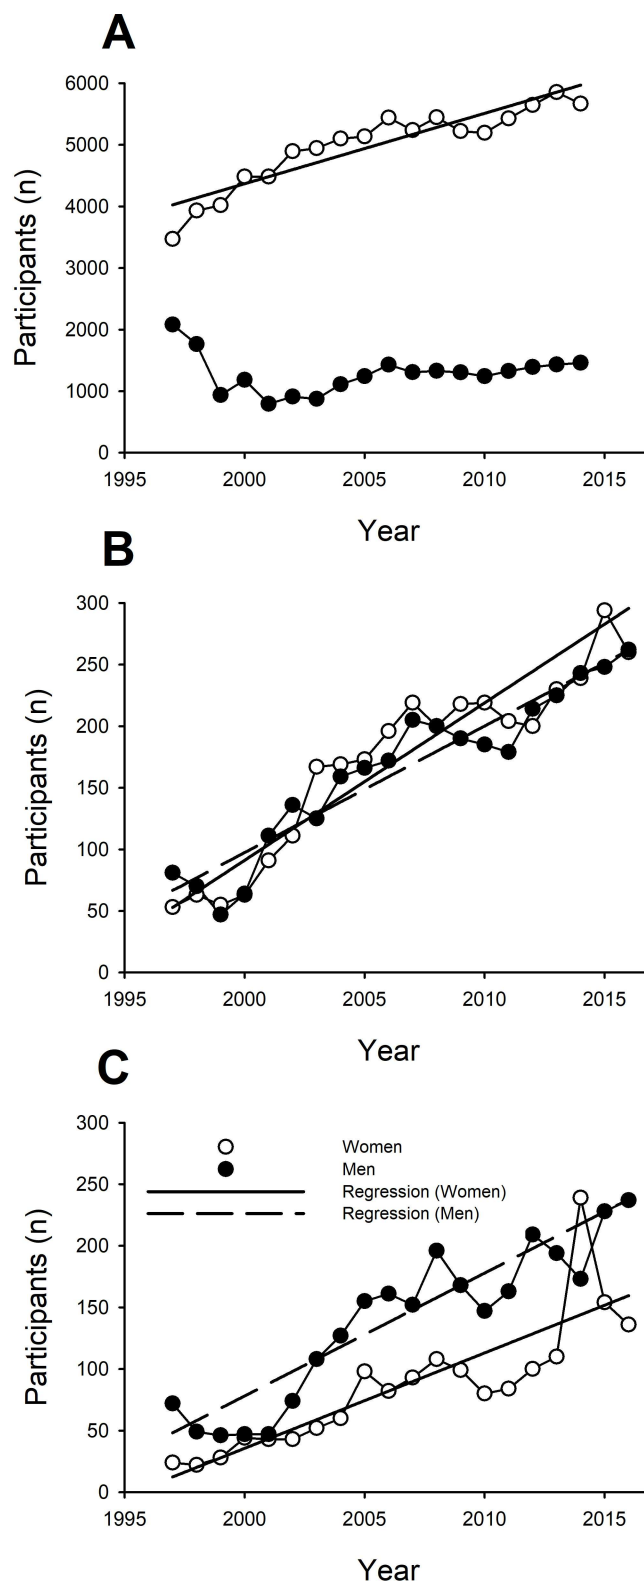 A
6000
5000
4000
3000
2000
1000
0
Participants (n)
1995 2000 2005 2010 2015
Year
B
300
250
200
150
100
50
0
Participants (n)
1995 2000 2005 2010 2015
Year
C
300
250
200
150
100
50
0
Participants (n)
Women
Men
Regression (Women)
Regression (Men)
1995 2000 2005 2010 2015
Year